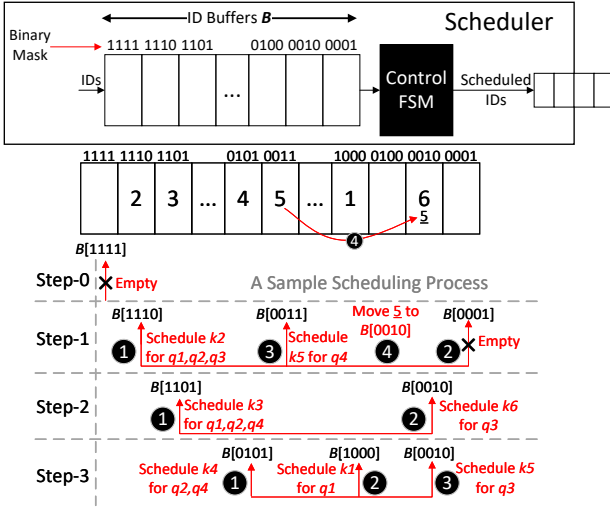 ID Buffers B
Scheduler
Binary
Mask
1111 1110 1101 0100 0010 0001
IDs
...
Control
FSM
Scheduled
IDs
1111 1110 1101 0101 0011 1000 0100 0010 0001
2 3 ... 4 5 ... 1 6
5
4
B[1111]
Step-0
Empty
A Sample Scheduling Process
Step-1
B[1110]
1
Schedule k2
for q1,q2,q3
B[0011]
3
Schedule
k5 for q4
Move 5 to
B[0010]
4
B[0001]
2
Empty
Step-2
B[1101]
1
Schedule k3
for q1,q2,q4
B[0010]
2
Schedule k6
for q3
Step-3
Schedule k4
for q2,q4
B[0101]
1
Schedule k1
for q1
B[1000]
2
B[0010]
3
Schedule k5
for q3